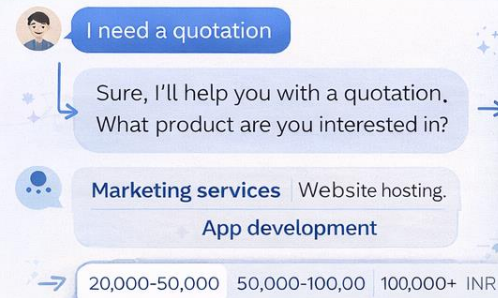 I need a quotation
Sure, I'll help you with a quotation.
What product are you interested in?
Marketing services Website hosting.
App development
20,000-50,000 50,000-100,00 100,000+ INR